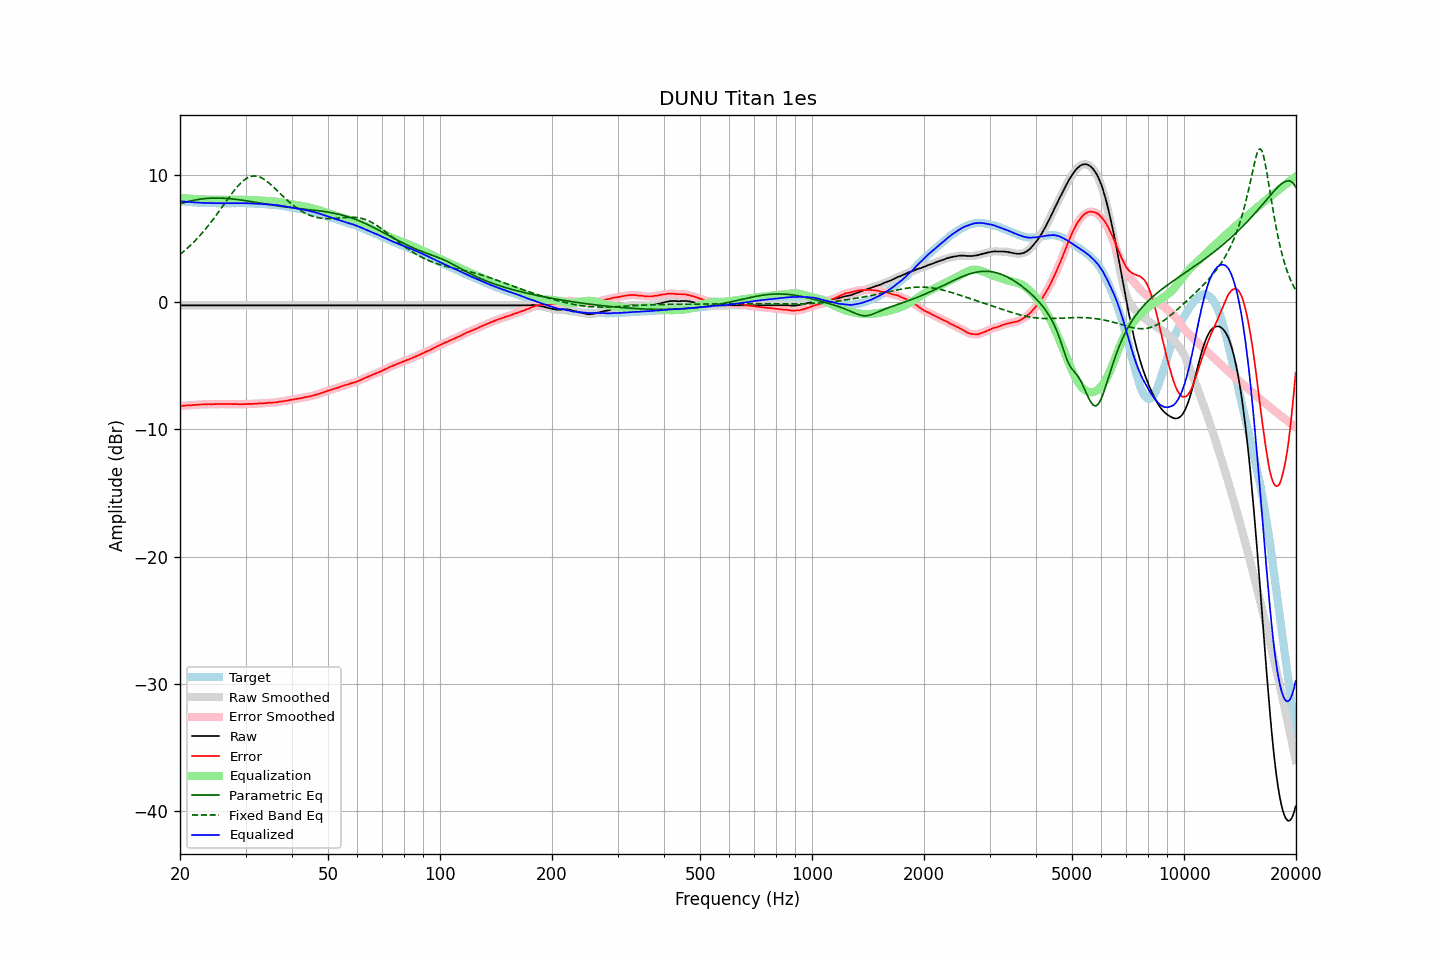 DUNU Titan 1es
10
0
−10
−20
−30
−40
Amplitude (dBr)
Target
Raw Smoothed
Error Smoothed
Raw
Error
Equalization
Parametric Eq
Fixed Band Eq
Equalized
20 50 100 200 500 1000 2000 5000 10000 20000
Frequency (Hz)